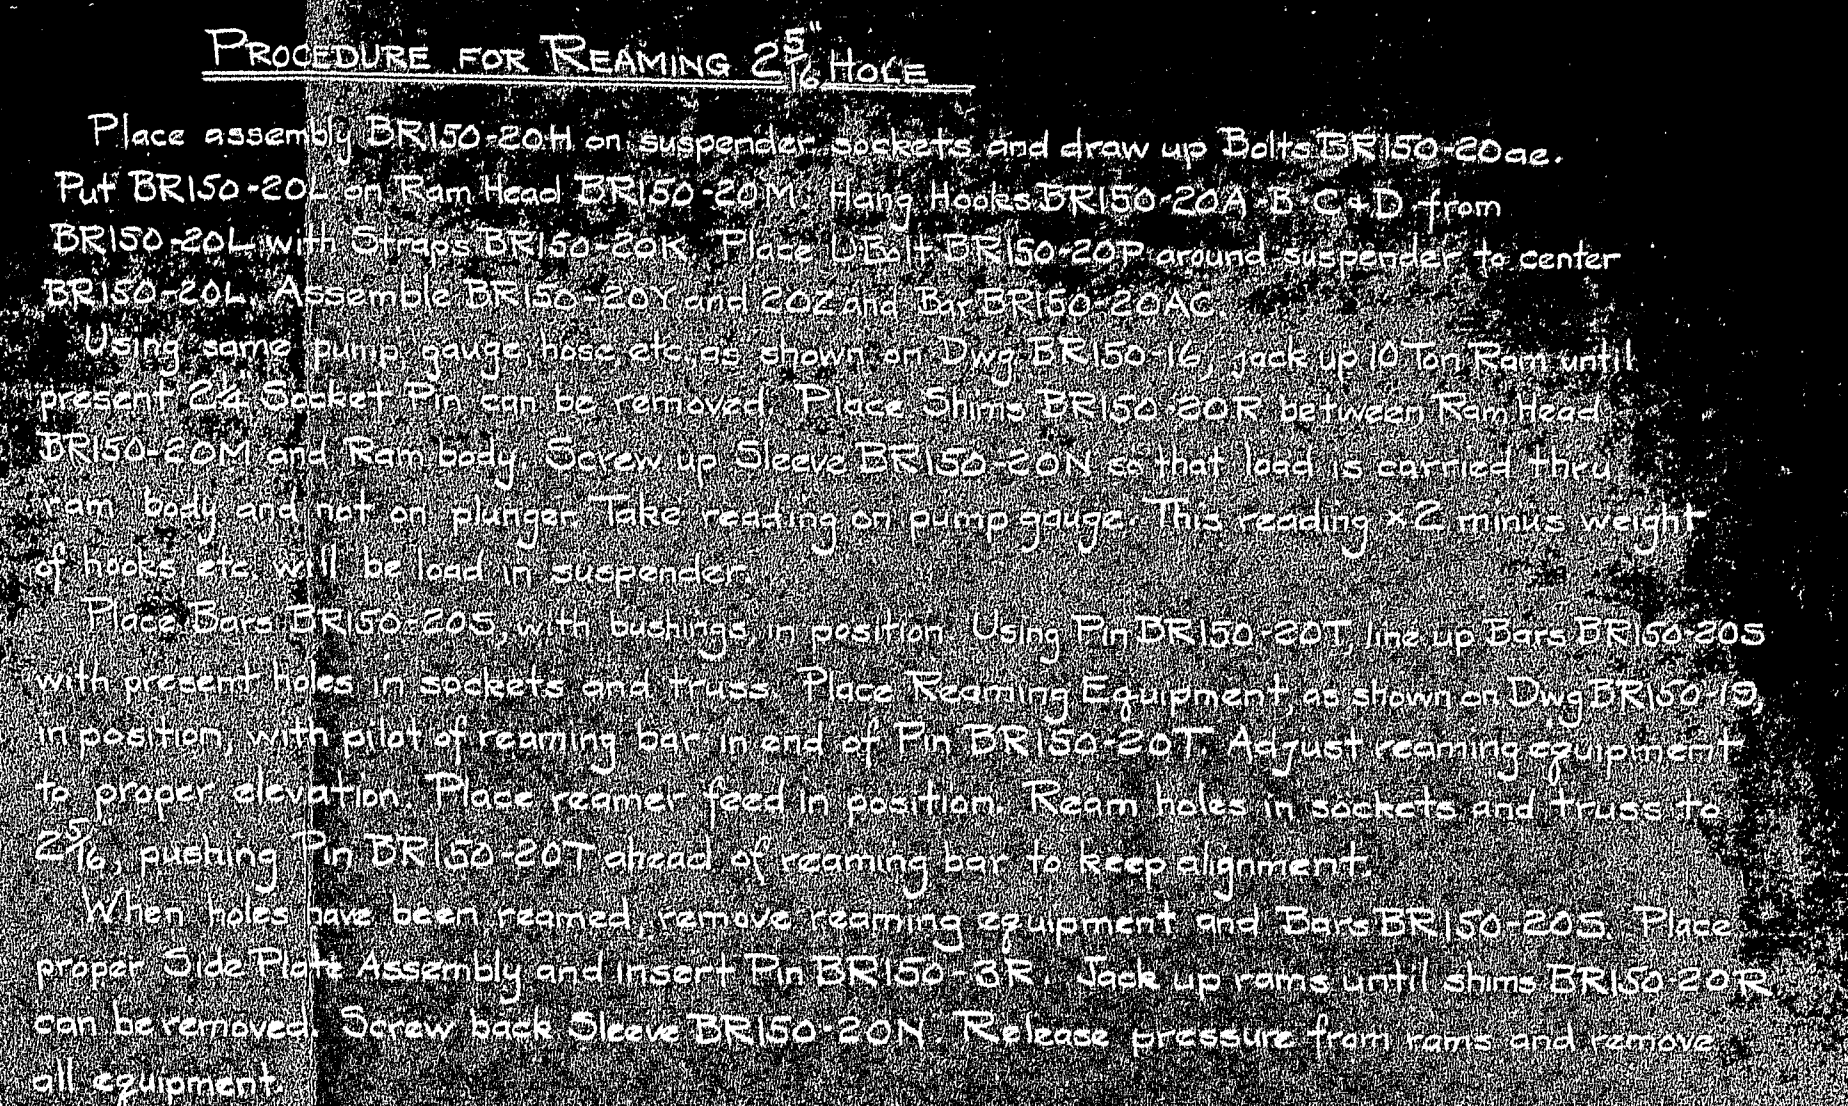 PROCEDURE FOR REAMING 2 5/16" HOLE
Place assembly BR150-20H on suspender sockets and draw up Bolts BR150-20ae.
Put BR150-20L on Ram Head BR150-20M. Hang Hooks BR150-20A-B-C+D from
BR150-20L with Straps BR150-20K. Place U Bolt BR150-20P around suspender to center
BR150-20L. Assemble BR150-20Y and 20Z and Bar BR150-20AC.
Using same pump, gauge, hose etc. as shown on Dwg. BR150-16, jack up 10 Ton Ram until
present 2 1/4 Socket Pin can be removed. Place Shims BR150-20R between Ram Head
BR150-20M and Ram body. Screw up Sleeve BR150-20N so that load is carried thru
ram body and not on plunger. Take reading on pump gauge. This reading x 2 minus weight
of hooks etc. will be load in suspender.
Place Bars BR150-20S, with bushings, in position. Using Pin BR150-20T, line up Bars BR150-20S
with present holes in sockets and truss. Place Reaming Equipment, as shown on Dwg BR150-19,
in position, with pilot of reaming bar in end of Pin BR150-20T. Adjust reaming equipment
to proper elevation. Place reamer feed in position. Ream holes in sockets and truss to
2 5/16, pushing Pin BR150-20T ahead of reaming bar to keep alignment.
When holes have been reamed, remove reaming equipment and Bars BR150-20S. Place
proper Side Plate Assembly and insert Pin BR150-3R. Jack up rams until shims BR150-20R
can be removed. Screw back Sleeve BR150-20N. Release pressure from rams and remove
all equipment.